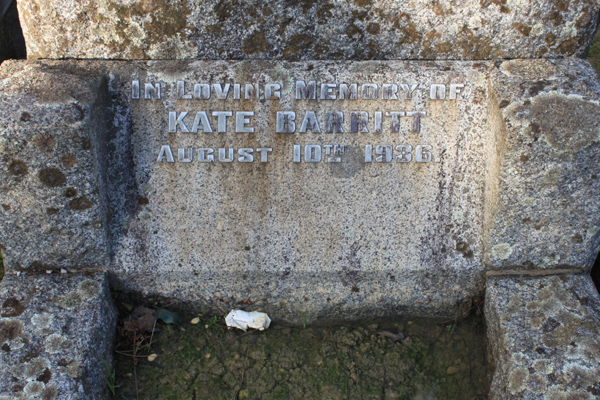 In Loving Memory of
KATE BARRITT
August 10th 1936